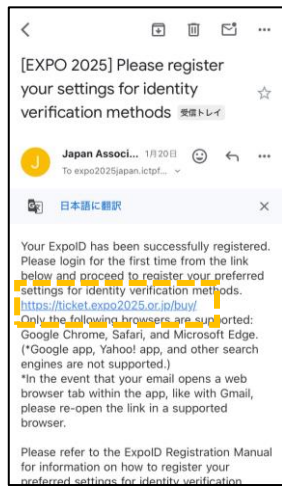 [EXPO 2025] Please register
your settings for identity
verification methods 受信トレイ
J
Japan Associ... 1月20日
To expo2025japan.ictpf...
日本語に翻訳
Your ExpoID has been successfully registered.
Please login for the first time from the link
below and proceed to register your preferred
settings for identity verification methods.
https://ticket.expo2025.or.jp/buy/
Only the following browsers are supported:
Google Chrome, Safari, and Microsoft Edge.
(*Google app, Yahoo! app, and other search
engines are not supported.)
*In the event that your email opens a web
browser tab within the app, like with Gmail,
please re-open the link in a supported
browser.
Please refer to the ExpoID Registration Manual
for information on how to register your
preferred settings for identity verification